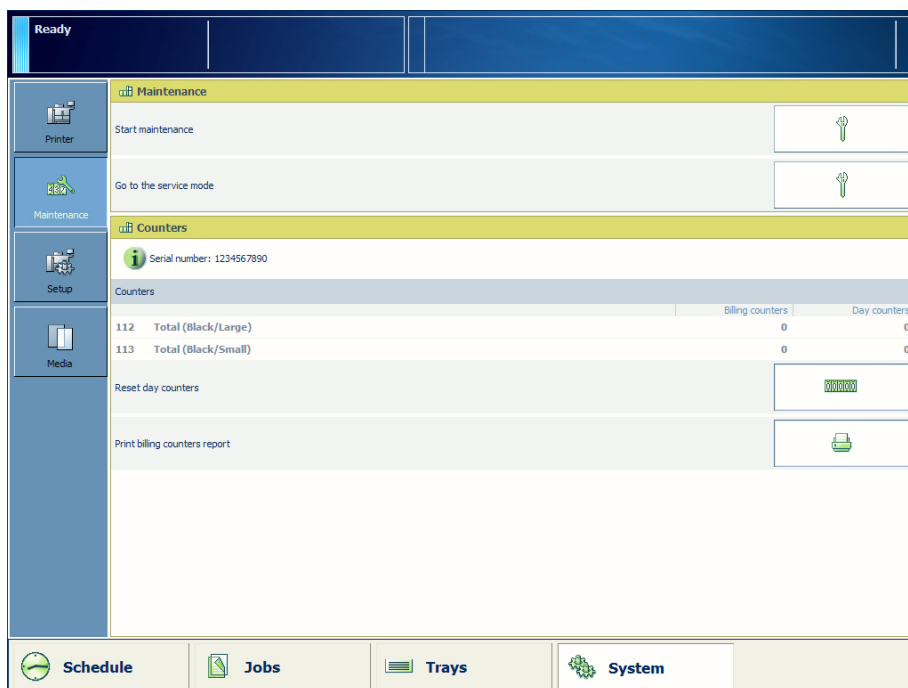 Ready
Printer
Maintenance
Setup
Media
Maintenance
Start maintenance
Go to the service mode
Counters
Serial number: 1234567890
Counters
Billing counters Day counters
112 Total (Black/Large) 0 0
113 Total (Black/Small) 0 0
Reset day counters
Print billing counters report
Schedule Jobs Trays System